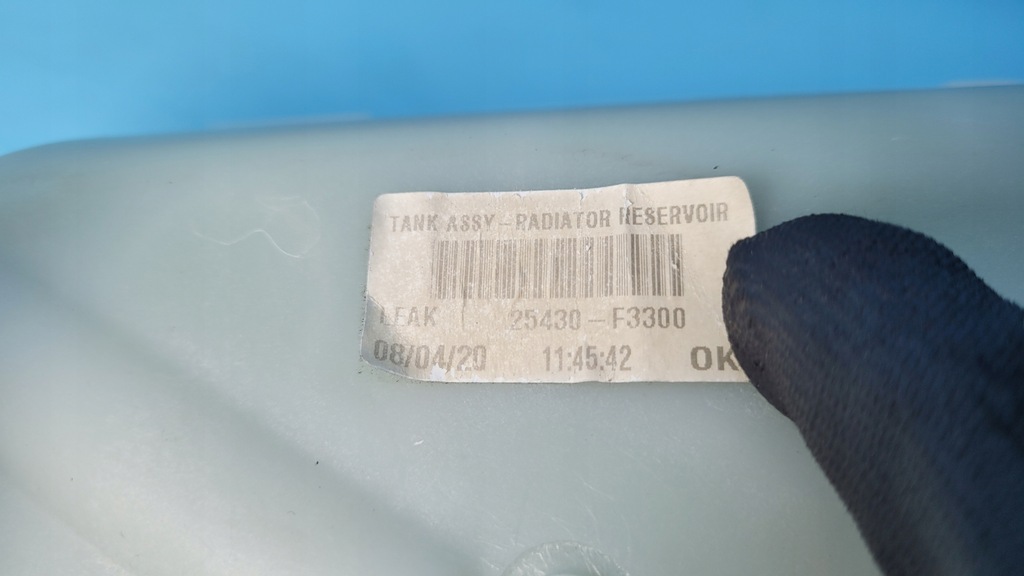 TANK ASSY-RADIATOR RESERVOIR
LEAK 25430-F3300
08/04/20 11:45:42 OK